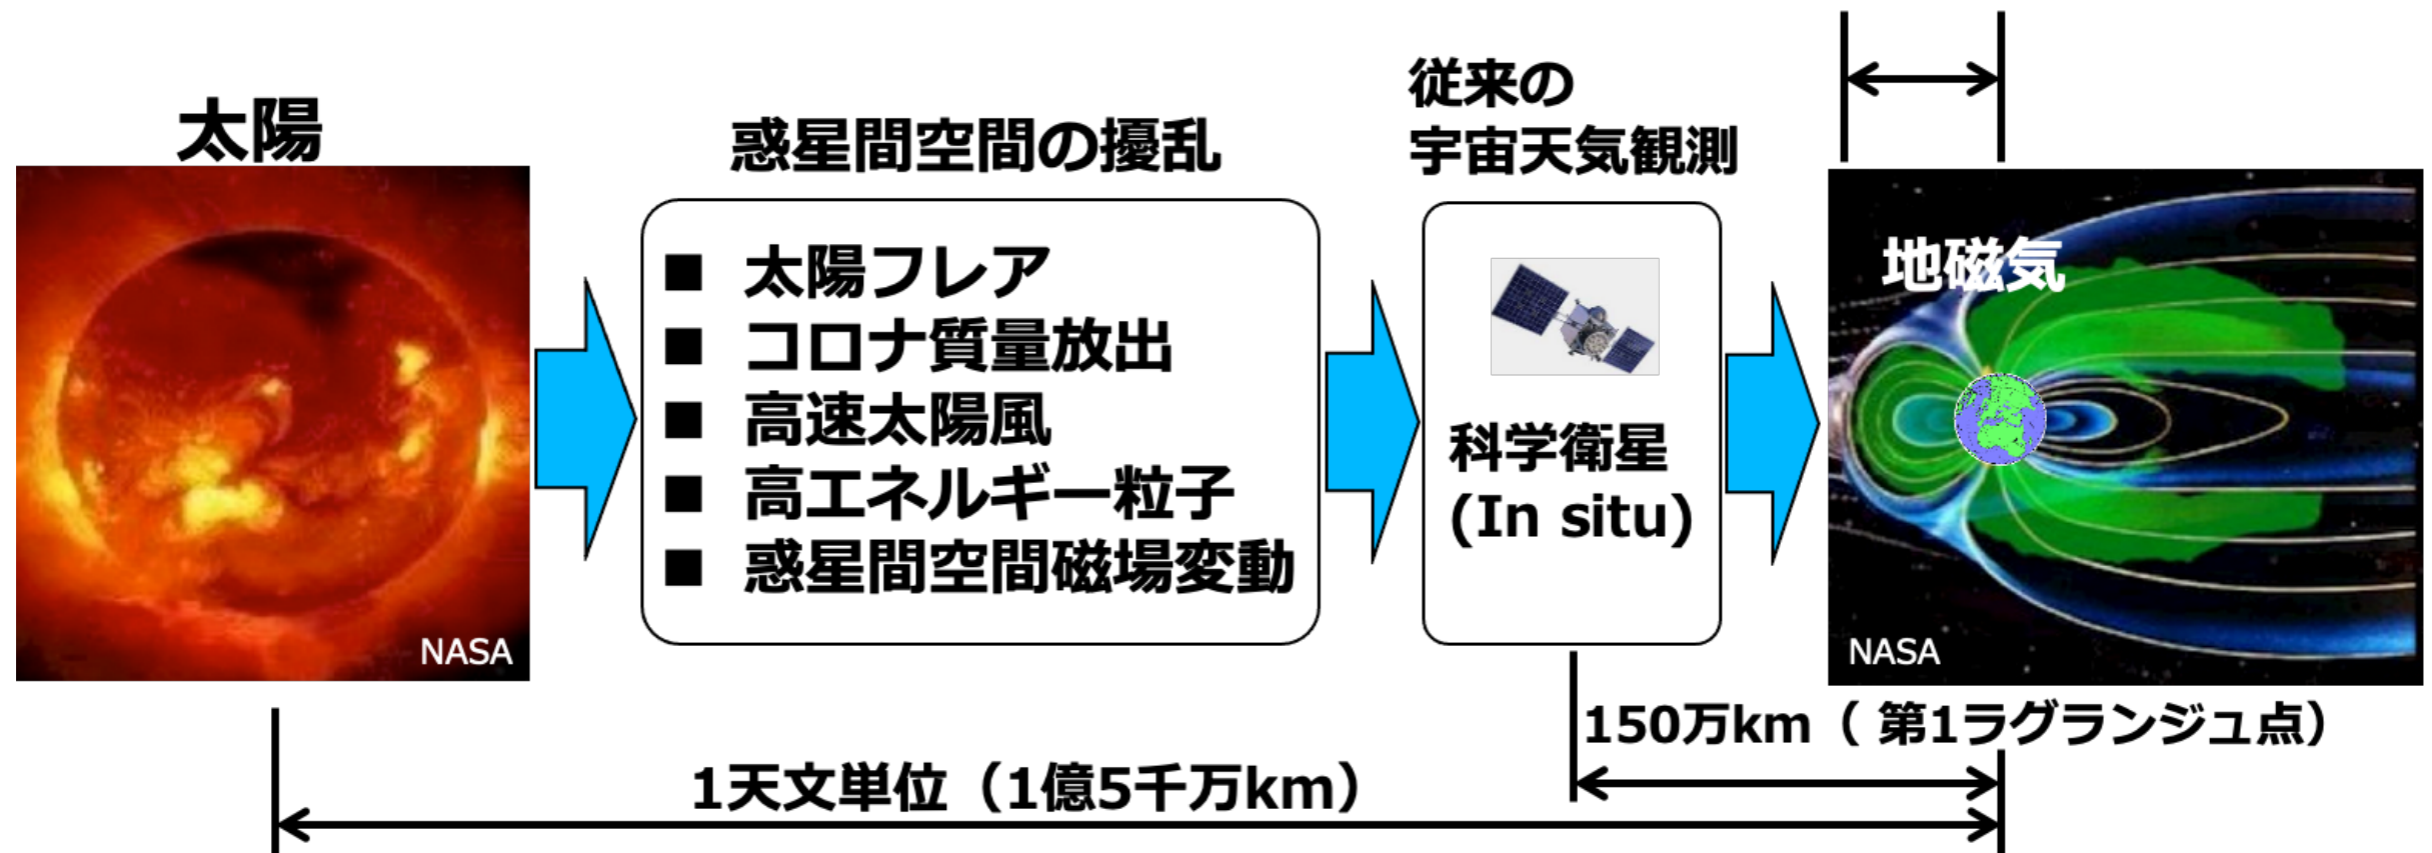 太陽
NASA
惑星間空間の擾乱
■ 太陽フレア
■ コロナ質量放出
■ 高速太陽風
■ 高エネルギー粒子
■ 惑星間空間磁場変動
従来の
宇宙天気観測
科学衛星
(In situ)
地磁気
NASA
150万km（ 第1ラグランジュ点）
1天文単位（1億5千万km）